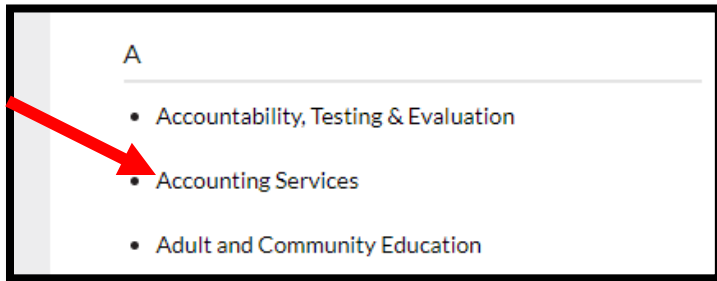 A
• Accountability, Testing & Evaluation
• Accounting Services
• Adult and Community Education